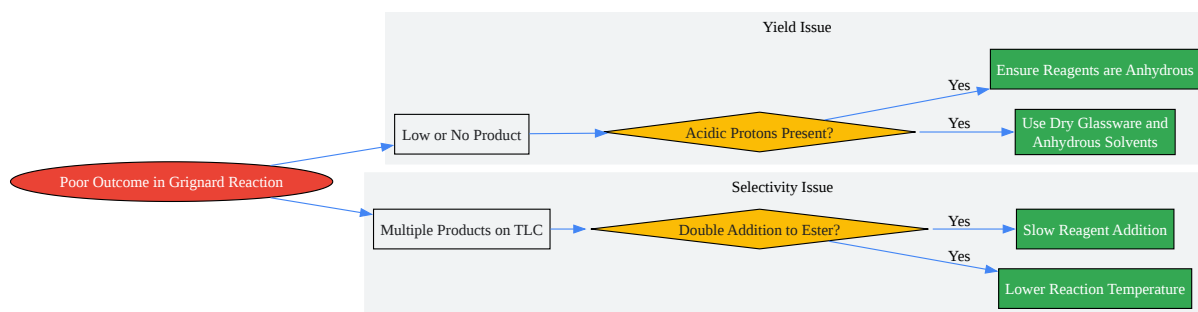 Yield Issue
Ensure Reagents are Anhydrous
Yes
Low or No Product
Acidic Protons Present?
Yes
Use Dry Glassware and
Anhydrous Solvents
Poor Outcome in Grignard Reaction
Selectivity Issue
Multiple Products on TLC
Double Addition to Ester?
Yes
Slow Reagent Addition
Yes
Lower Reaction Temperature